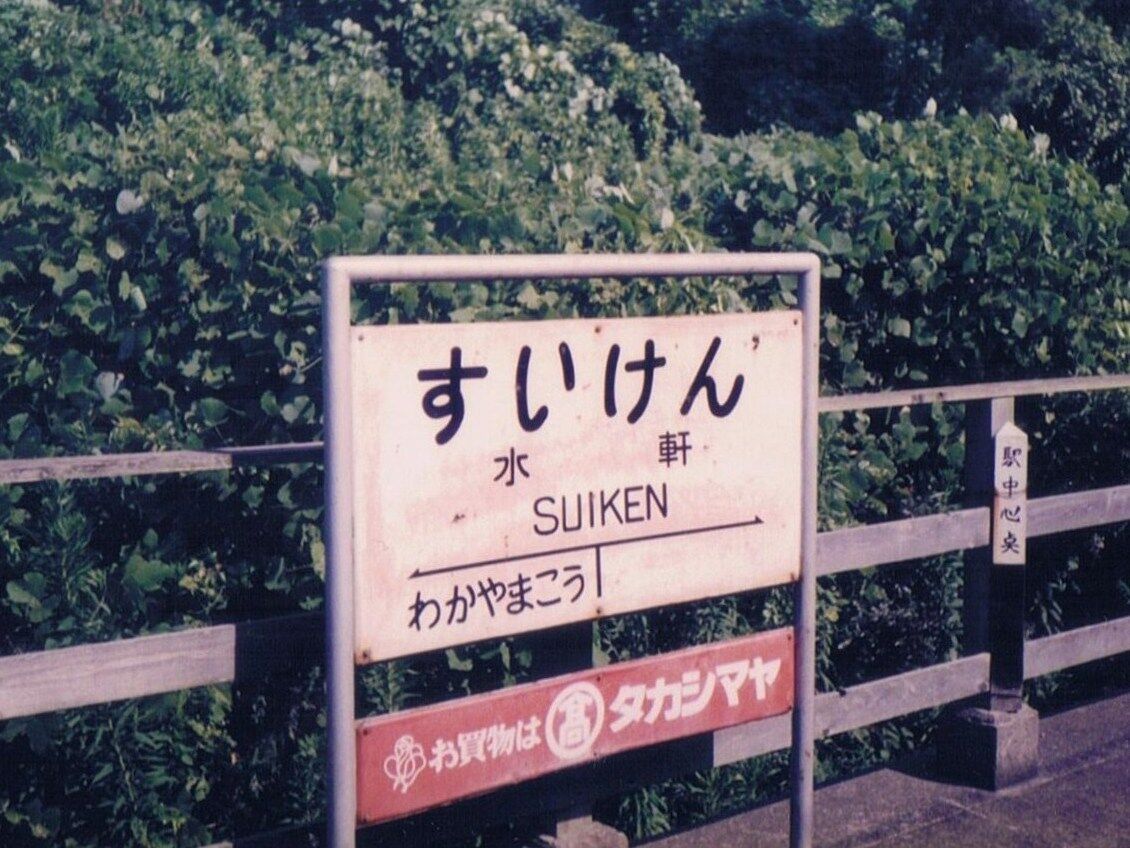 すいけん
水軒
SUIKEN
わかやまこう
お買物は髙タカシマヤ
駅中心点